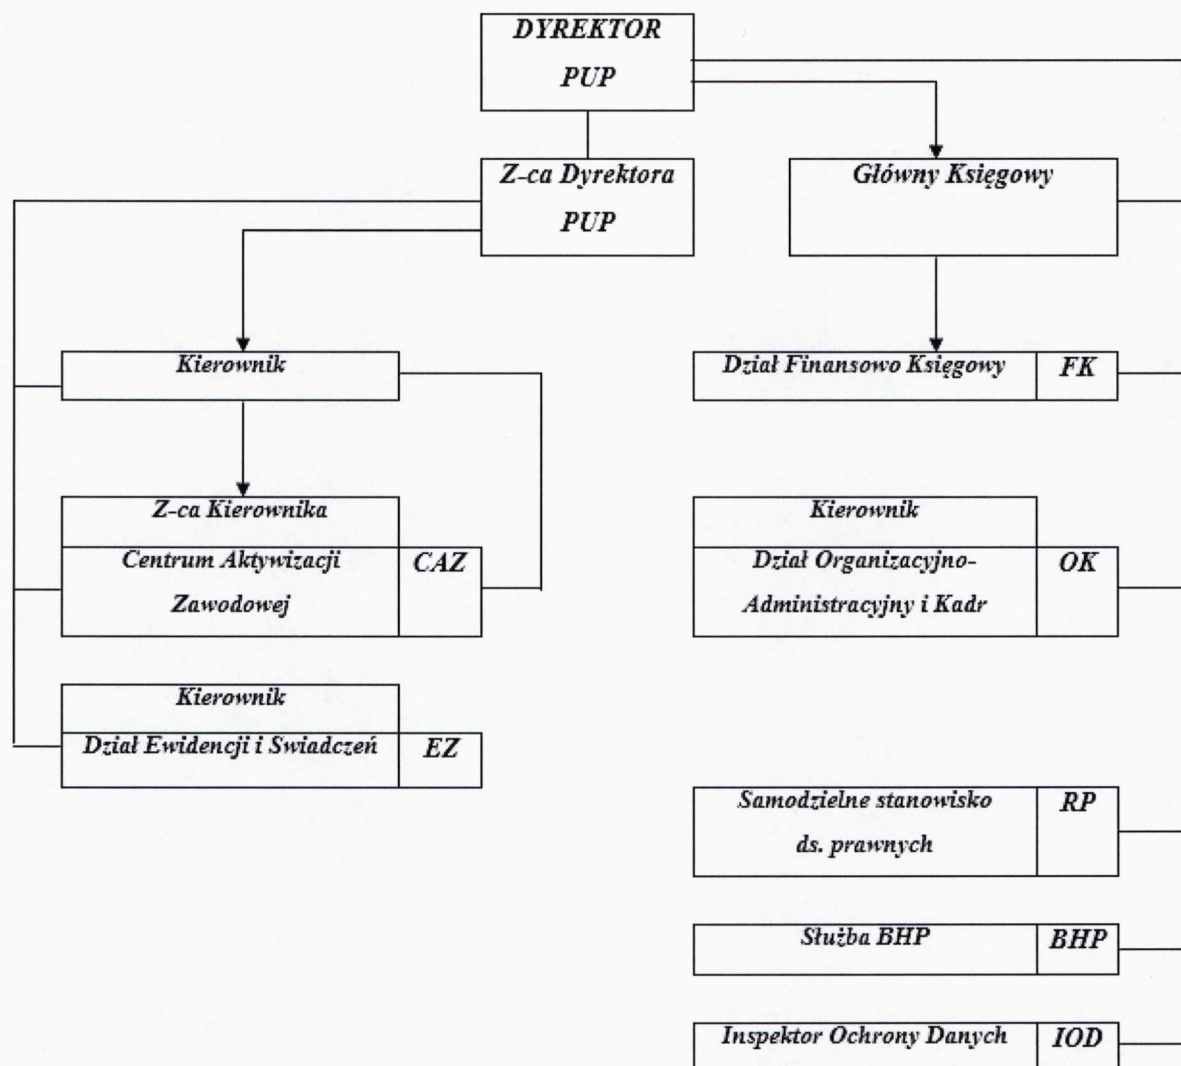 DYREKTOR
PUP
Z-ca Dyrektora
PUP
Główny Księgowy
Kierownik
Dział Finansowo Księgowy
FK
Z-ca Kierownika
Centrum Aktywizacji
Zawodowej
CAZ
Kierownik
Dział Organizacyjno-
Administracyjny i Kadr
OK
Kierownik
Dział Ewidencji i Swiadczeń
EZ
Samodzielne stanowisko
ds. prawnych
RP
Służba BHP
BHP
Inspektor Ochrony Danych
IOD